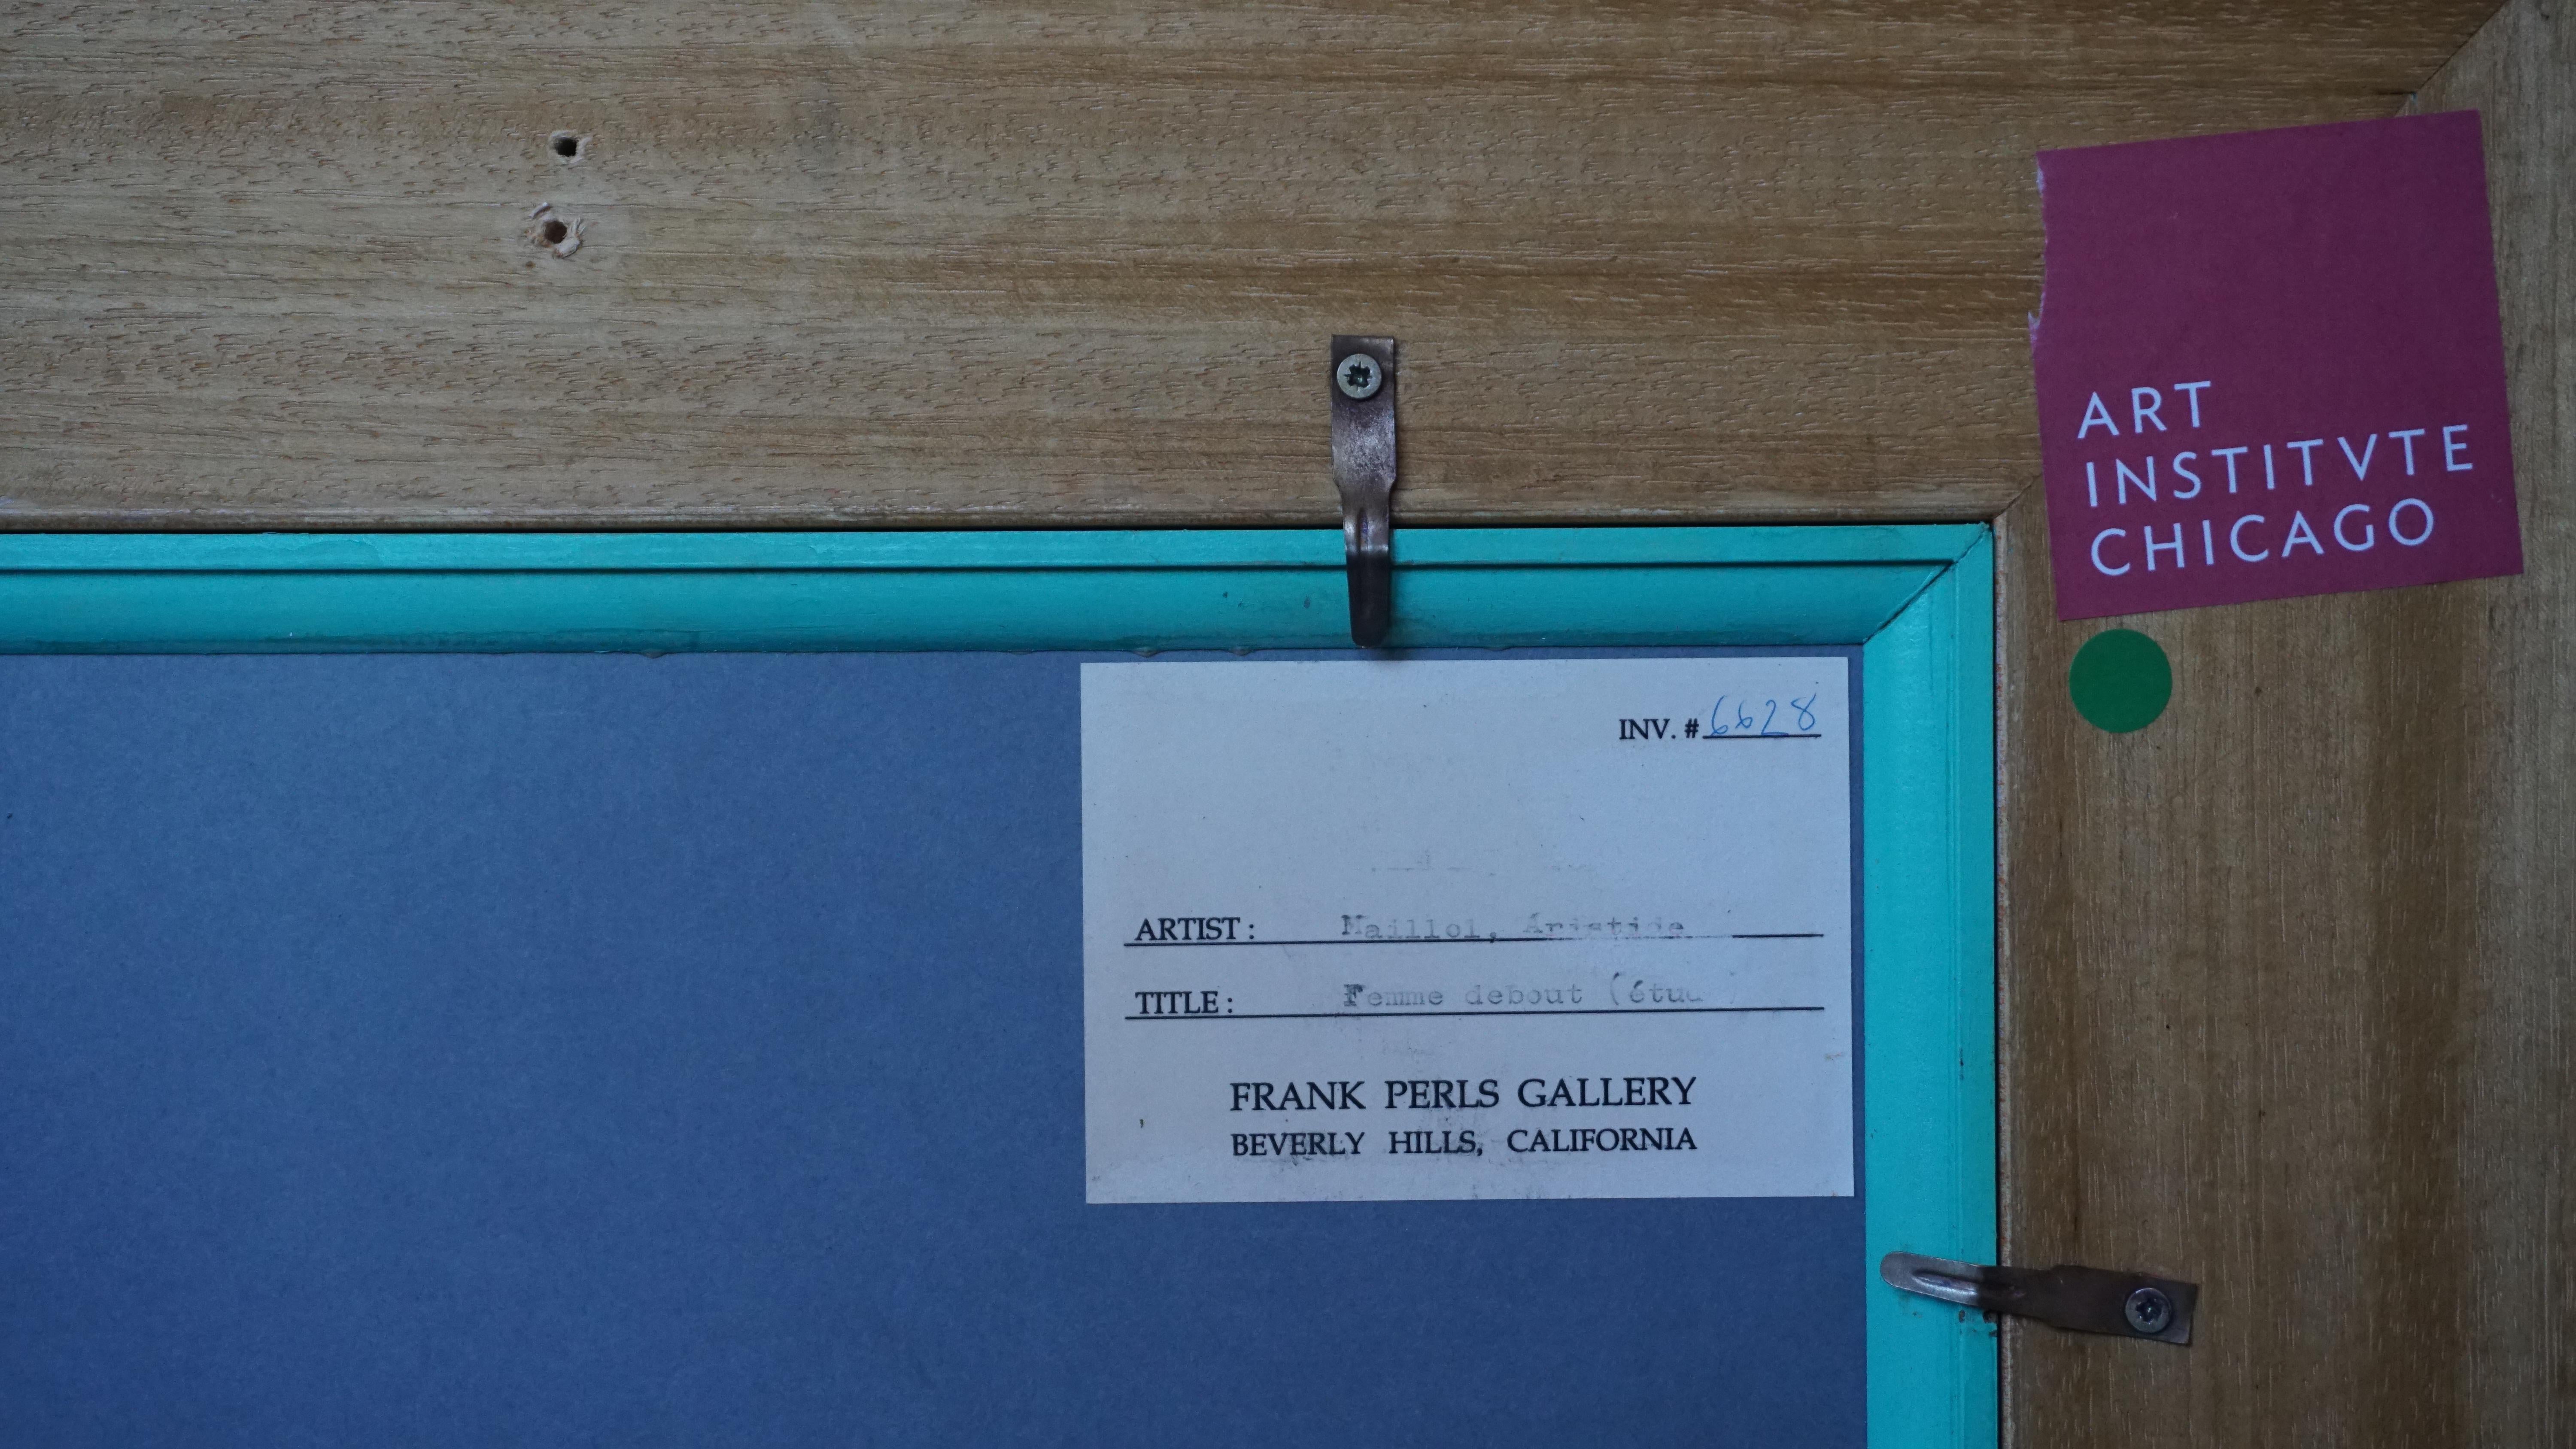 ART
INSTITVTE
CHICAGO
INV. # 6628
ARTIST: Maillol, Aristide
TITLE: Femme debout (étud
FRANK PERLS GALLERY
BEVERLY HILLS, CALIFORNIA